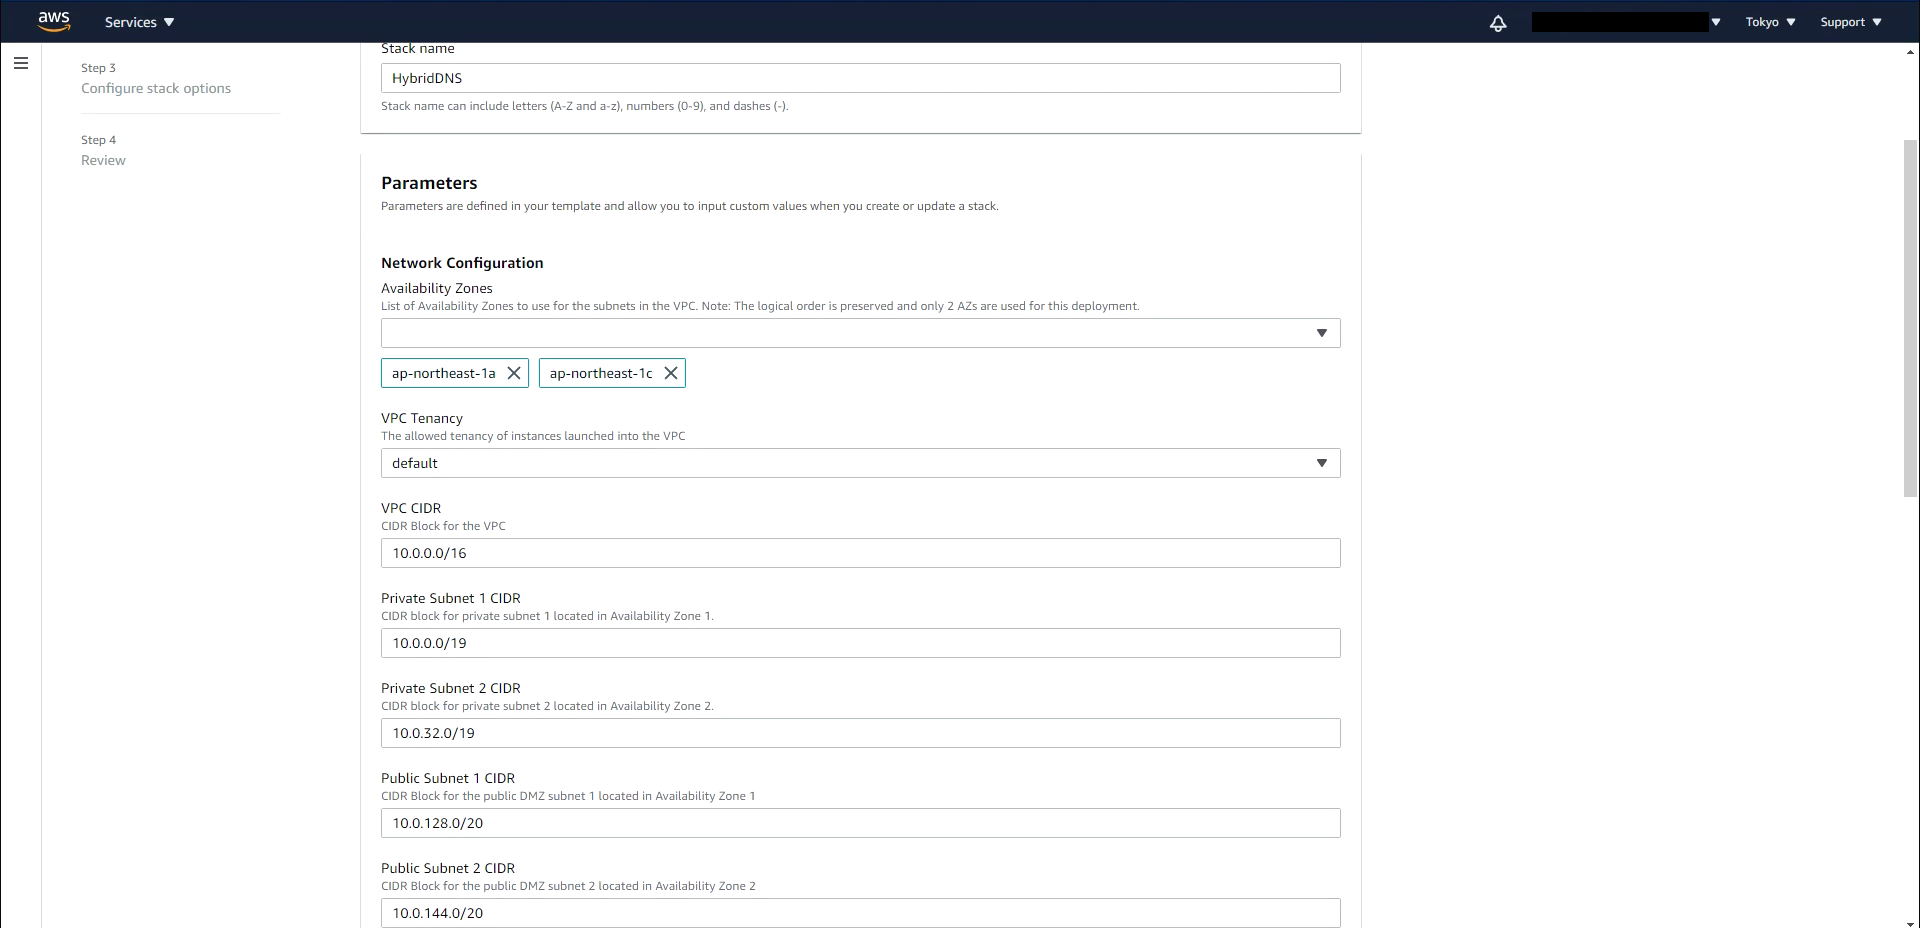 aws
Services
Tokyo
Support
Step 3
Configure stack options
Step 4
Review
Stack name
HybridDNS
Stack name can include letters (A-Z and a-z), numbers (0-9), and dashes (-).
Parameters
Parameters are defined in your template and allow you to input custom values when you create or update a stack.
Network Configuration
Availability Zones
List of Availability Zones to use for the subnets in the VPC. Note: The logical order is preserved and only 2 AZs are used for this deployment.
ap-northeast-1a
ap-northeast-1c
VPC Tenancy
The allowed tenancy of instances launched into the VPC
default
VPC CIDR
CIDR Block for the VPC
10.0.0.0/16
Private Subnet 1 CIDR
CIDR block for private subnet 1 located in Availability Zone 1.
10.0.0.0/19
Private Subnet 2 CIDR
CIDR block for private subnet 2 located in Availability Zone 2.
10.0.32.0/19
Public Subnet 1 CIDR
CIDR Block for the public DMZ subnet 1 located in Availability Zone 1
10.0.128.0/20
Public Subnet 2 CIDR
CIDR Block for the public DMZ subnet 2 located in Availability Zone 2
10.0.144.0/20